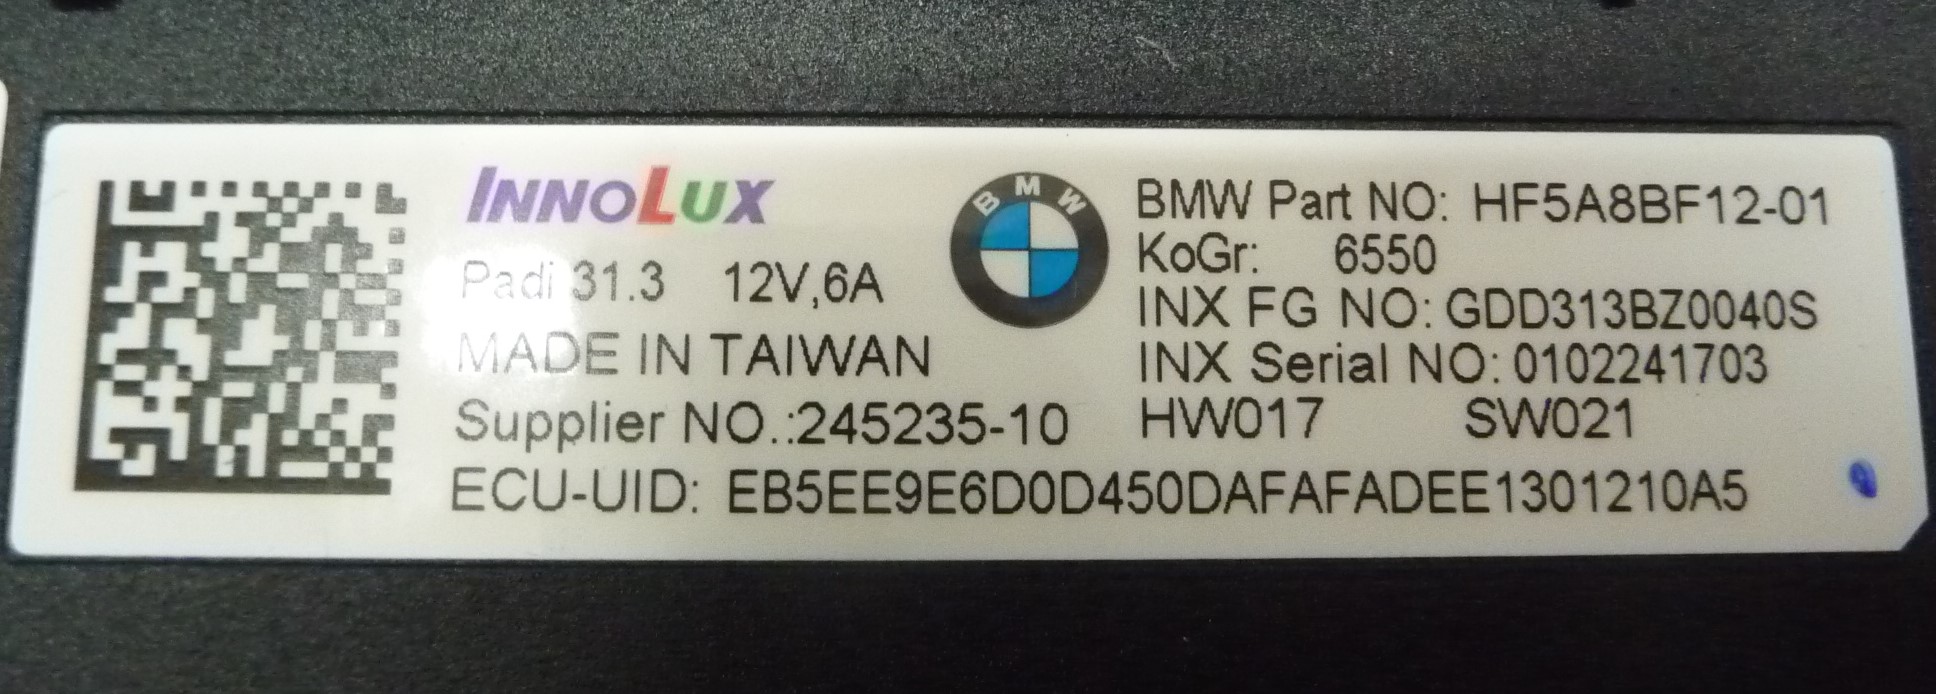 INNOLUX
Padi 31.3 12V,6A
MADE IN TAIWAN
Supplier NO.:245235-10
BMW
BMW Part NO: HF5A8BF12-01
KoGr: 6550
INX FG NO: GDD313BZ0040S
INX Serial NO: 0102241703
HW017 SW021
ECU-UID: EB5EE9E6D0D450DAFAFADEE1301210A5